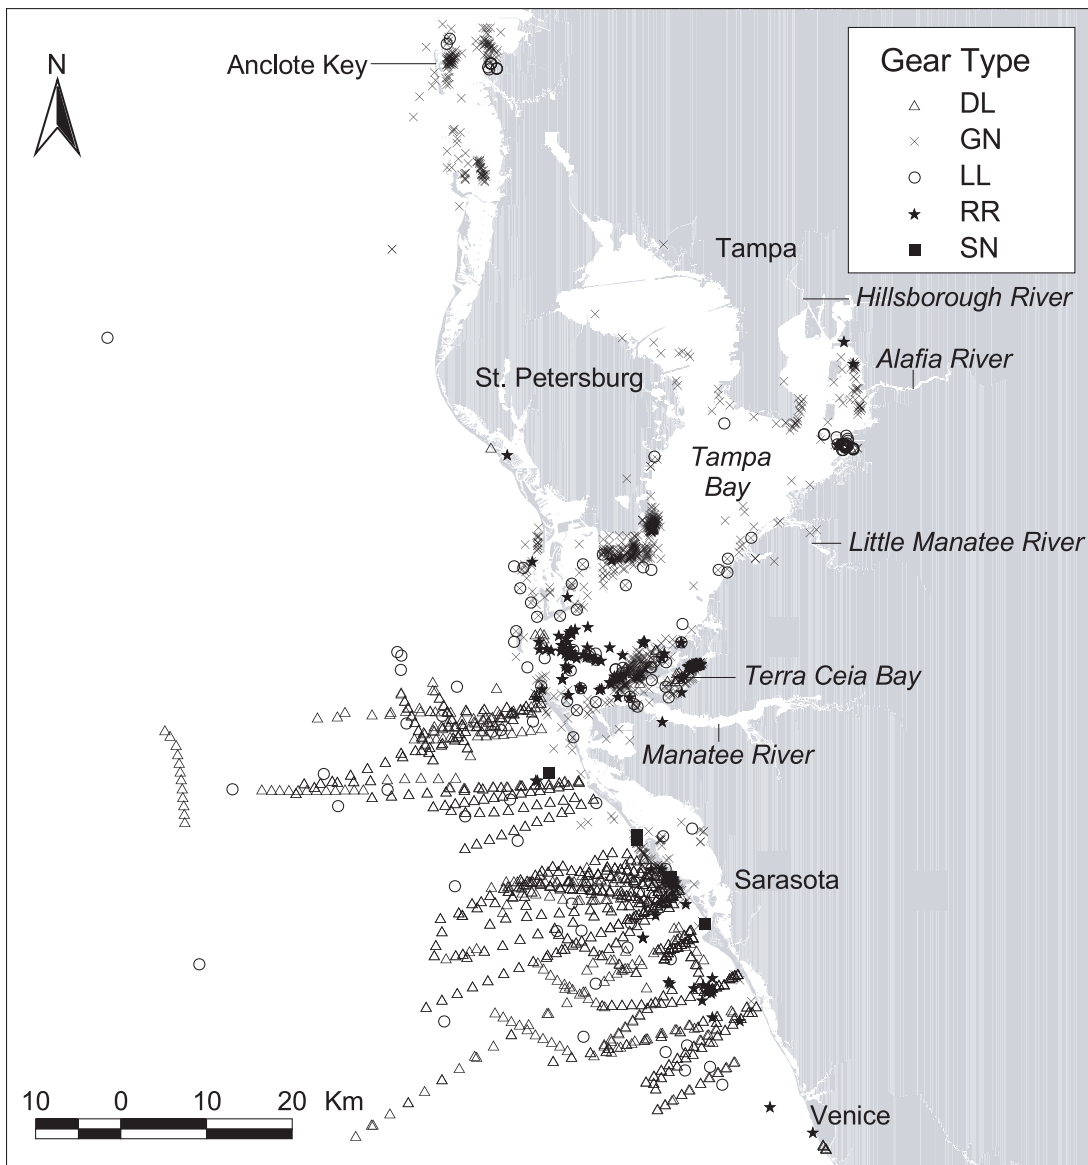 N
Anclote Key
Gear Type
DL
GN
LL
RR
SN
Tampa
Hillsborough River
Alafia River
St. Petersburg
Tampa
Bay
Little Manatee River
Terra Ceia Bay
Manatee River
Sarasota
10 0 10 20 Km
Venice